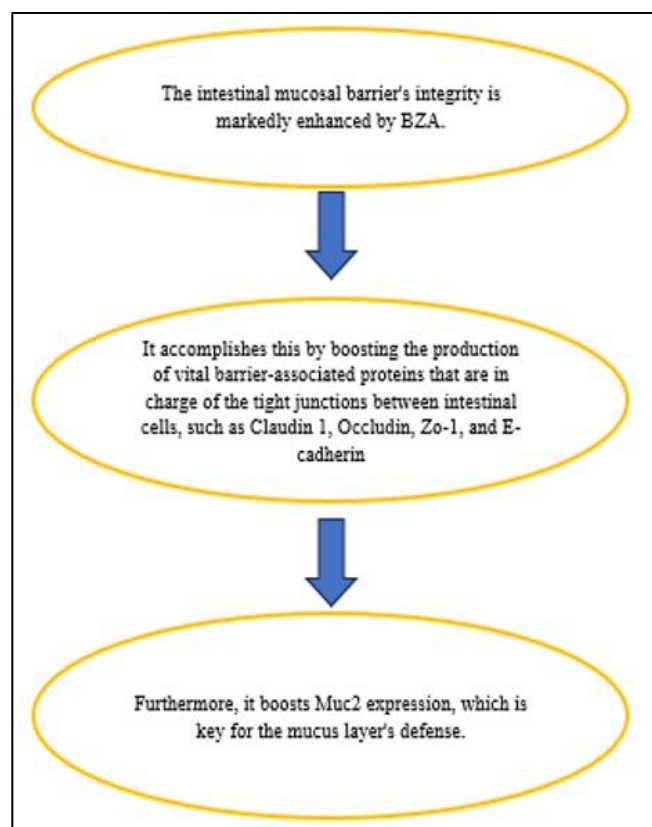 The intestinal mucosal barrier's integrity is
markedly enhanced by BZA.
It accomplishes this by boosting the production
of vital barrier-associated proteins that are in
charge of the tight junctions between intestinal
cells, such as Claudin 1, Occludin, Zo-1, and E-
cadherin
Furthermore, it boosts Muc2 expression, which is
key for the mucus layer's defense.